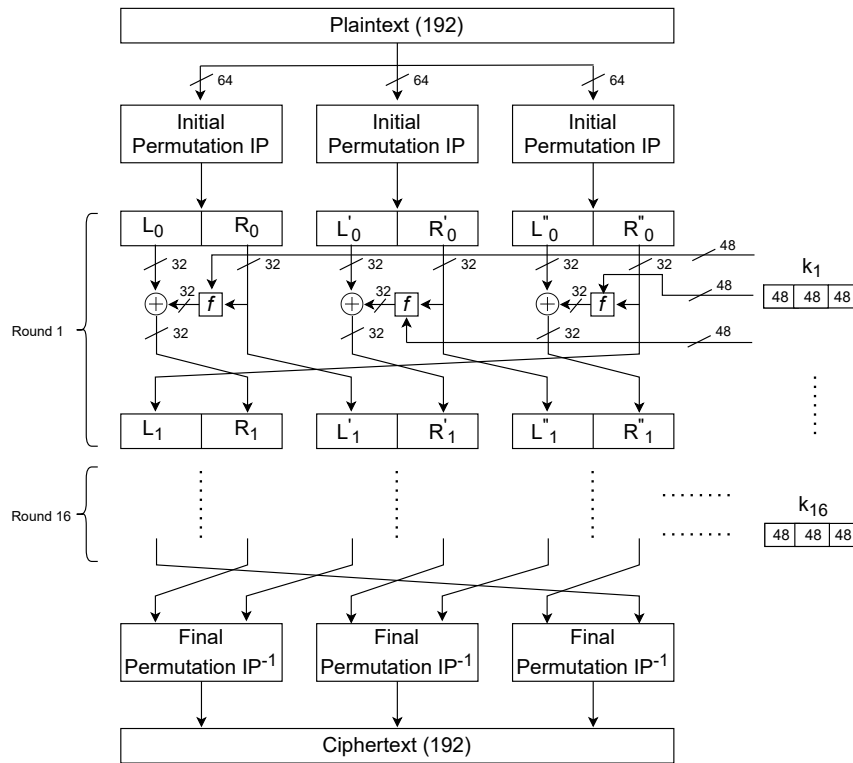 Plaintext (192)
64 64 64
Initial Permutation IP
Initial Permutation IP
Initial Permutation IP
L0 R0 L'0 R'0 L"0 R"0
48
32 32 32 32 32 32
k1
48
48 48 48
32 32 32
f f f
Round 1
32 32 32
48
L1 R1 L'1 R'1 L"1 R"1
k16
Round 16
48 48 48
Final Permutation IP-1
Final Permutation IP-1
Final Permutation IP-1
Ciphertext (192)